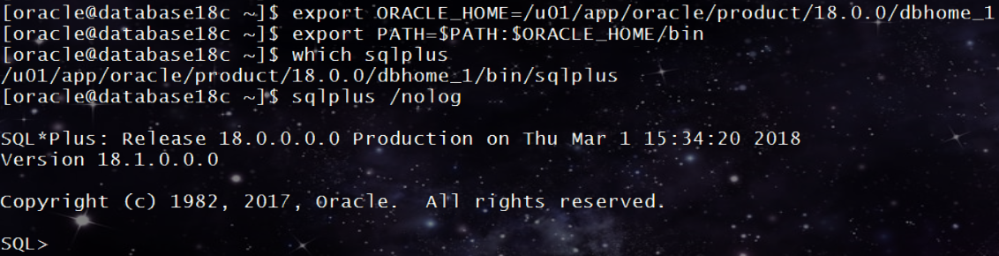 [oracle@database18c ~]$ export ORACLE_HOME=/u01/app/oracle/product/18.0.0/dbhome_1
[oracle@database18c ~]$ export PATH=$PATH:$ORACLE_HOME/bin
[oracle@database18c ~]$ which sqlplus
/u01/app/oracle/product/18.0.0/dbhome_1/bin/sqlplus
[oracle@database18c ~]$ sqlplus /nolog
SQL*Plus: Release 18.0.0.0.0 Production on Thu Mar 1 15:34:20 2018
Version 18.1.0.0.0
Copyright (c) 1982, 2017, Oracle.  All rights reserved.
SQL>